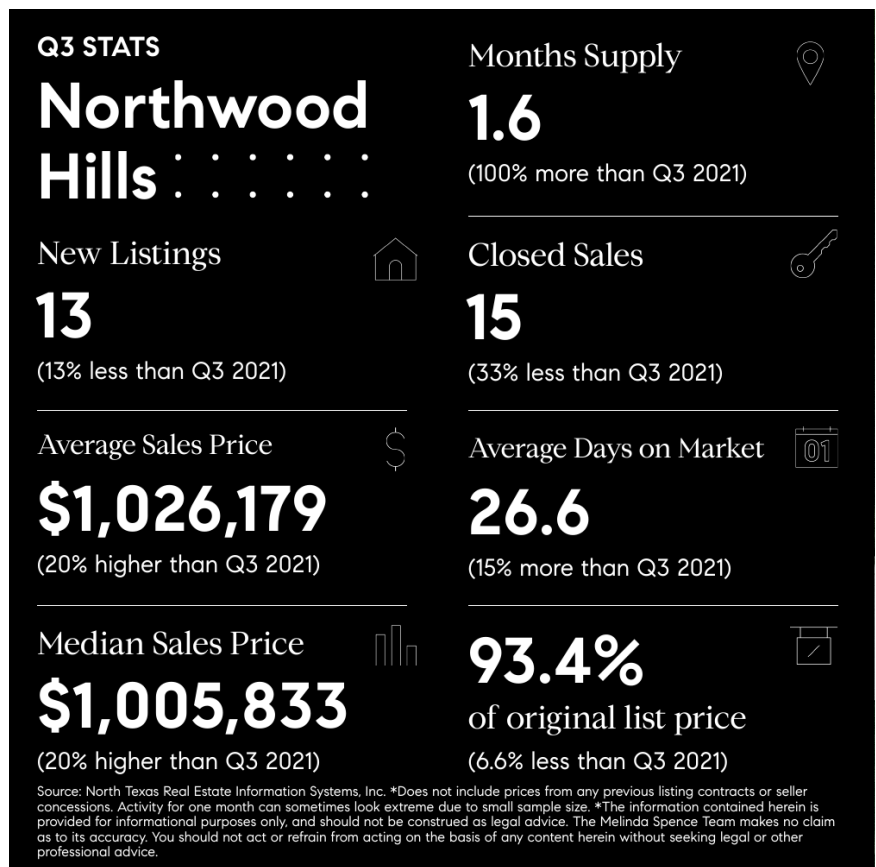 Q3 STATS
Northwood
Hills
Months Supply
1.6
(100% more than Q3 2021)
New Listings
13
(13% less than Q3 2021)
Closed Sales
15
(33% less than Q3 2021)
Average Sales Price
$1,026,179
(20% higher than Q3 2021)
Average Days on Market
01
26.6
(15% more than Q3 2021)
Median Sales Price
$1,005,833
(20% higher than Q3 2021)
93.4%
of original list price
(6.6% less than Q3 2021)
Source: North Texas Real Estate Information Systems, Inc. *Does not include prices from any previous listing contracts or seller
concessions. Activity for one month can sometimes look extreme due to small sample size. *The information contained herein is
provided for informational purposes only, and should not be construed as legal advice. The Melinda Spence Team makes no claim
as to its accuracy. You should not act or refrain from acting on the basis of any content herein without seeking legal or other
professional advice.